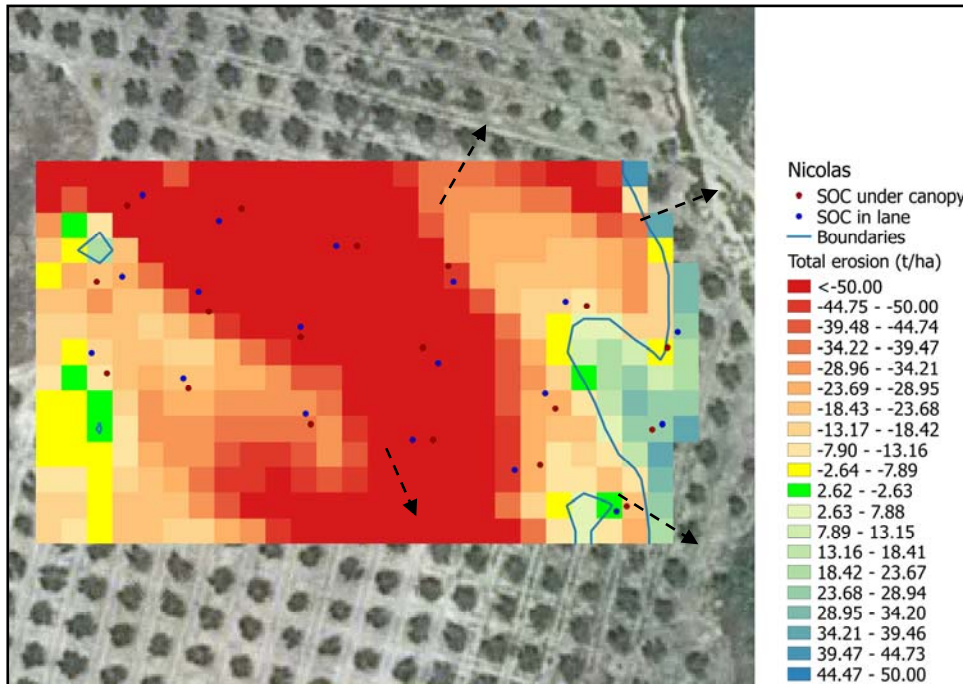 Nicolas
SOC under canopy
SOC in lane
Boundaries
Total erosion (t/ha)
<-50.00
-44.75 - -50.00
-39.48 - -44.74
-34.22 - -39.47
-28.96 - -34.21
-23.69 - -28.95
-18.43 - -23.68
-13.17 - -18.42
-7.90 - -13.16
-2.64 - -7.89
2.62 - -2.63
2.63 - 7.88
7.89 - 13.15
13.16 - 18.41
18.42 - 23.67
23.68 - 28.94
28.95 - 34.20
34.21 - 39.46
39.47 - 44.73
44.47 - 50.00